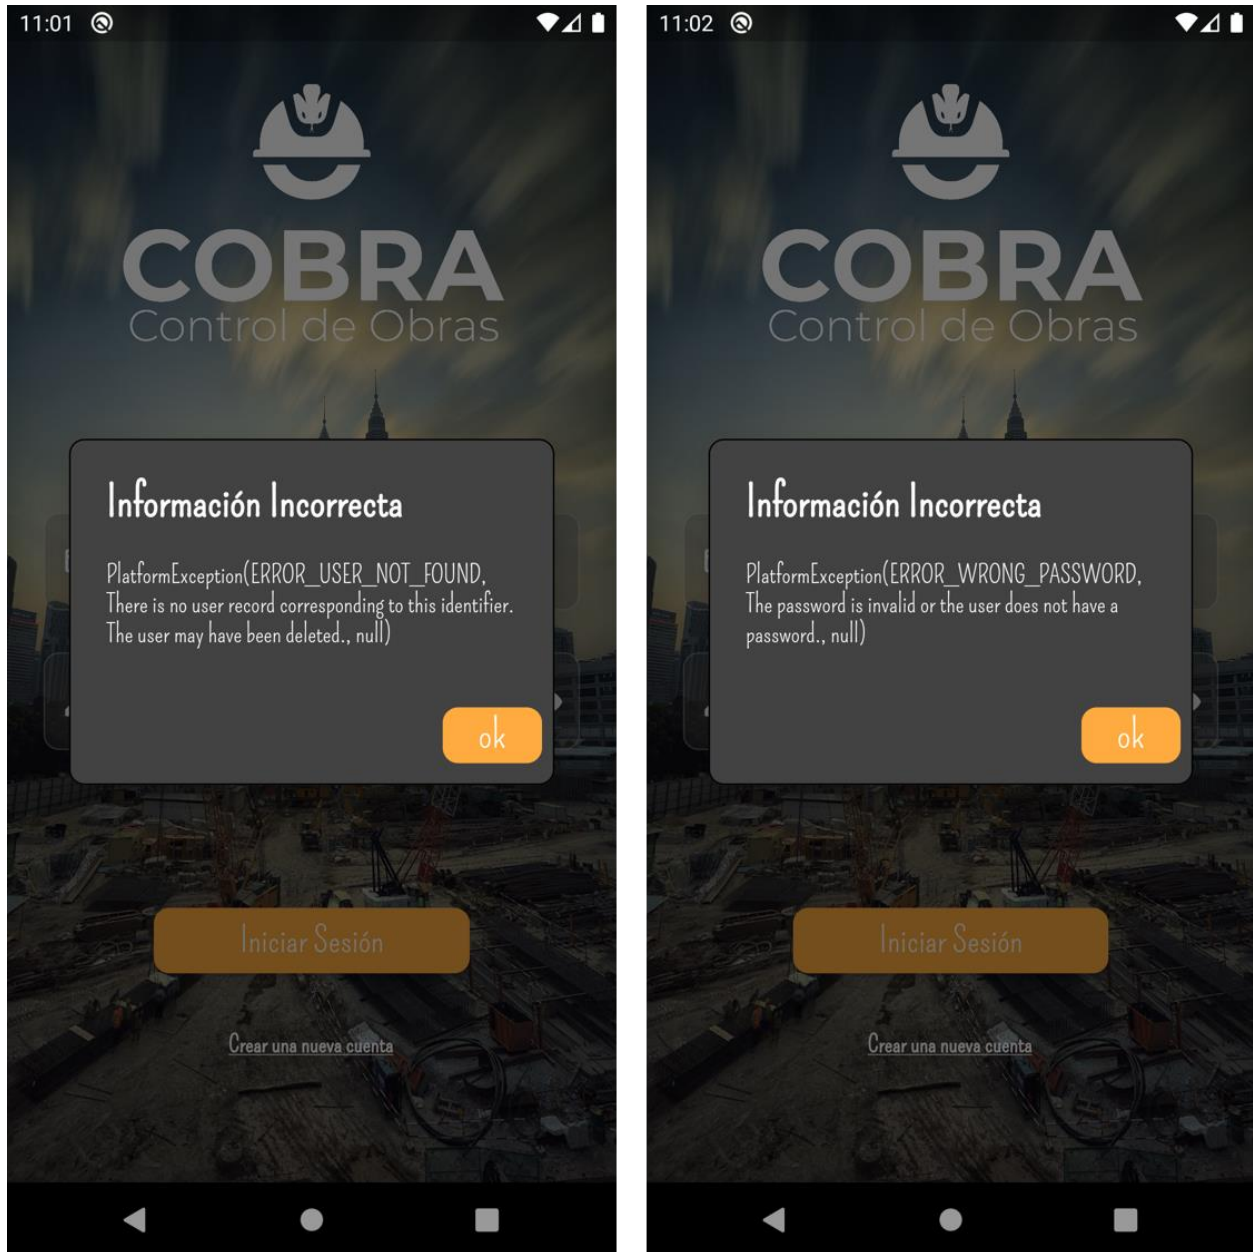 11:01
COBRA
Control de Obras
Información Incorrecta
PlatformException(ERROR_USER_NOT_FOUND,
There is no user record corresponding to this identifier.
The user may have been deleted., null)
ok
Iniciar Sesión
Crear una nueva cuenta
11:02
COBRA
Control de Obras
Información Incorrecta
PlatformException(ERROR_WRONG_PASSWORD,
The password is invalid or the user does not have a
password., null)
ok
Iniciar Sesión
Crear una nueva cuenta